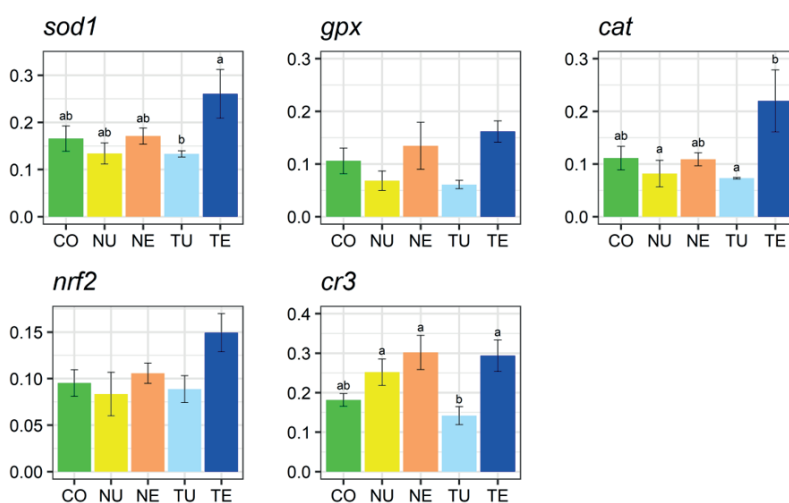 sod1
gpx
cat
a
ab
ab
ab
b
0.3
0.2
0.1
0.0
CO NU NE TU TE
0.3
0.2
0.1
0.0
CO NU NE TU TE
b
ab
a
ab
a
0.3
0.2
0.1
0.0
CO NU NE TU TE
nrf2
cr3
0.15
0.10
0.05
0.00
CO NU NE TU TE
ab
a
a
b
a
0.4
0.3
0.2
0.1
0.0
CO NU NE TU TE